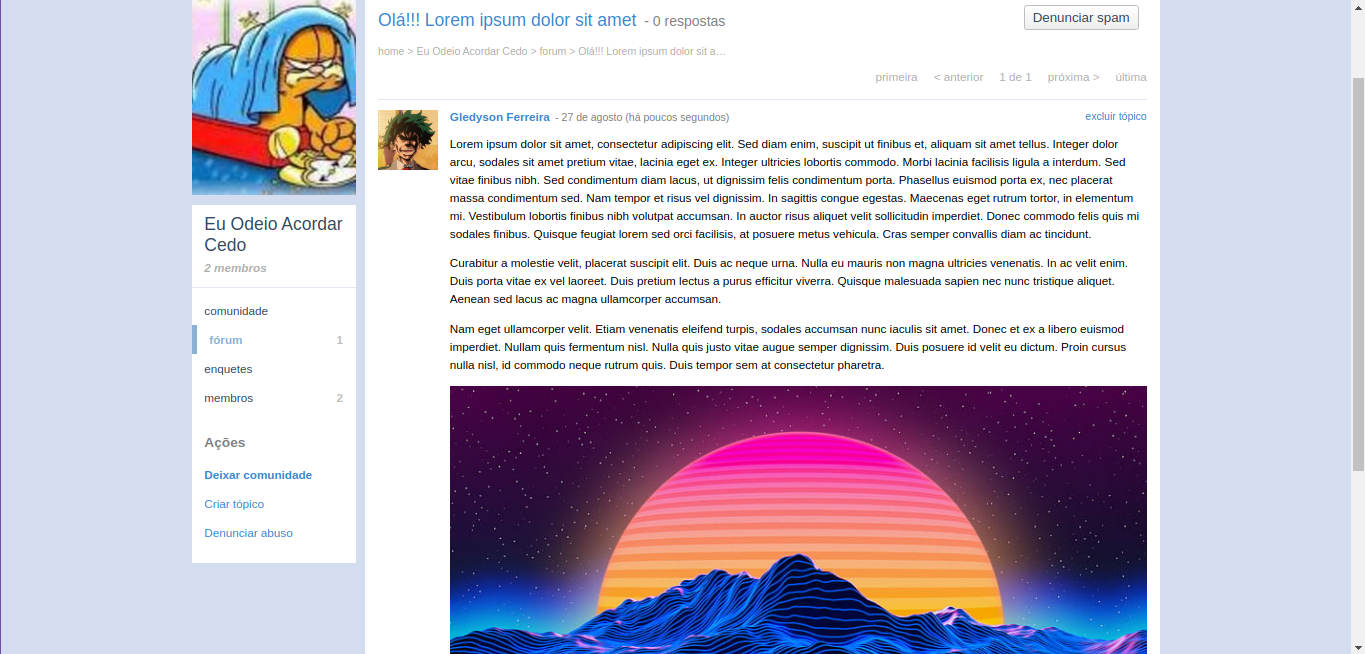 Olá!!! Lorem ipsum dolor sit amet - 0 respostas
Denunciar spam
home > Eu Odeio Acordar Cedo > forum > Olá!!! Lorem ipsum dolor sit a…
primeira < anterior 1 de 1 próxima > última
Gledyson Ferreira - 27 de agosto (há poucos segundos)
excluir tópico
Lorem ipsum dolor sit amet, consectetur adipiscing elit. Sed diam enim, suscipit ut finibus et, aliquam sit amet tellus. Integer dolor
arcu, sodales sit amet pretium vitae, lacinia eget ex. Integer ultricies lobortis commodo. Morbi lacinia facilisis ligula a interdum. Sed
vitae finibus nibh. Sed condimentum diam lacus, ut dignissim felis condimentum porta. Phasellus euismod porta ex, nec placerat
massa condimentum sed. Nam tempor et risus vel dignissim. In sagittis congue egestas. Maecenas eget rutrum tortor, in elementum
mi. Vestibulum lobortis finibus nibh volutpat accumsan. In auctor risus aliquet velit sollicitudin imperdiet. Donec commodo felis quis mi
sodales finibus. Quisque feugiat lorem sed orci facilisis, at posuere metus vehicula. Cras semper convallis diam ac tincidunt.
Curabitur a molestie velit, placerat suscipit elit. Duis ac neque urna. Nulla eu mauris non magna ultricies venenatis. In ac velit enim.
Duis porta vitae ex vel laoreet. Duis pretium lectus a purus efficitur viverra. Quisque malesuada sapien nec nunc tristique aliquet.
Aenean sed lacus ac magna ullamcorper accumsan.
Nam eget ullamcorper velit. Etiam venenatis eleifend turpis, sodales accumsan nunc iaculis sit amet. Donec et ex a libero euismod
imperdiet. Nullam quis fermentum nisl. Nulla quis justo vitae augue semper dignissim. Duis posuere id velit eu dictum. Proin cursus
nulla nisl, id commodo neque rutrum quis. Duis tempor sem at consectetur pharetra.
Eu Odeio Acordar
Cedo
2 membros
comunidade
fórum 1
enquetes
membros 2
Ações
Deixar comunidade
Criar tópico
Denunciar abuso